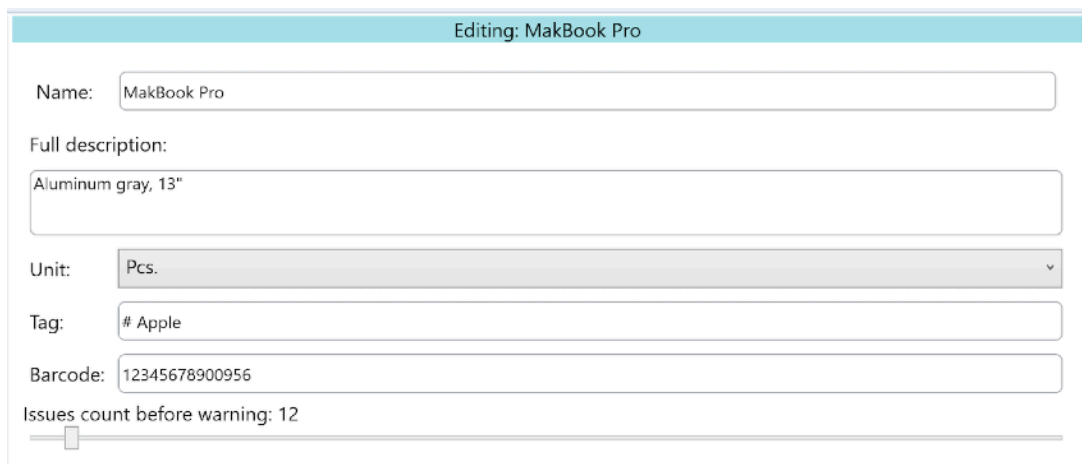 Editing: MakBook Pro
Name: MakBook Pro
Full description:
Aluminum gray, 13"
Unit: Pcs.
Tag: # Apple
Barcode: 12345678900956
Issues count before warning: 12